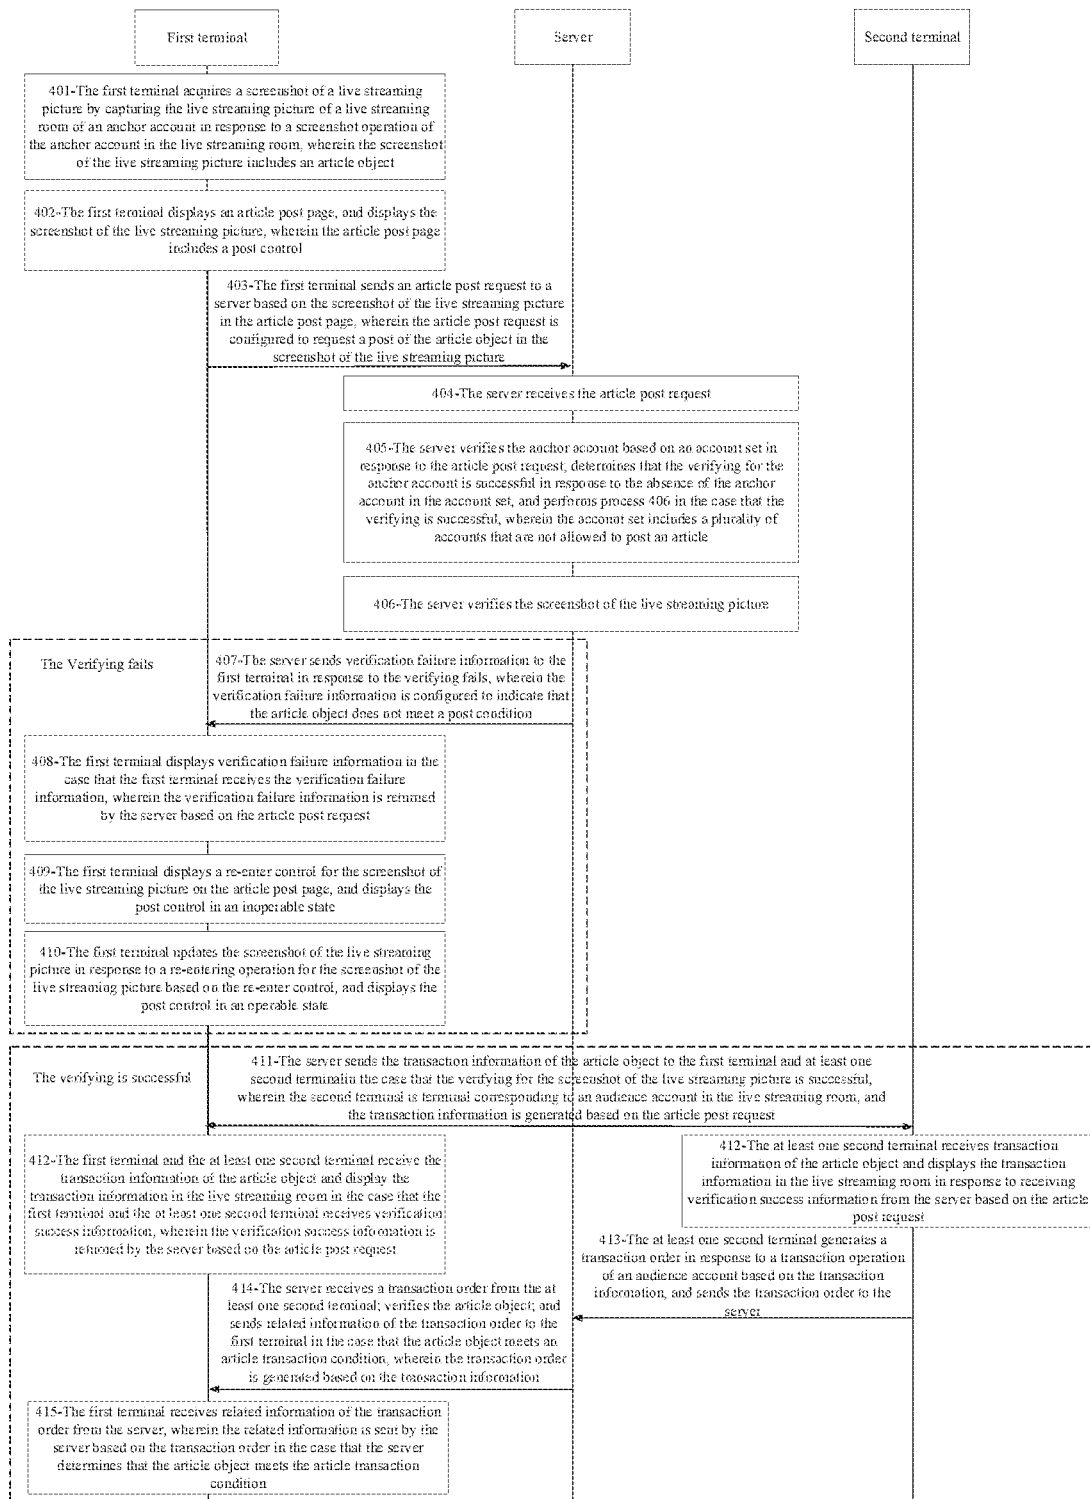 First terminal
Server
Second terminal
401-The first terminal acquires a screenshot of a live streaming
picture by capturing the live streaming picture of a live streaming
room of an anchor account in response to a screenshot operation of
the anchor account in the live streaming room, wherein the screenshot
of the live streaming picture includes an article object
402-The first terminal displays an article post page, and displays the
screenshot of the live streaming picture, wherein the article post page
includes a post control
403-The first terminal sends an article post request to a
server based on the screenshot of the live streaming picture
in the article post page, wherein the article post request is
configured to request a post of the article object in the
screenshot of the live streaming picture
404-The server receives the article post request
405-The server verifies the anchor account based on an account set in
response to the article post request; determines that the verifying for the
anchor account is successful in response to the absence of the anchor
account in the account set, and performs process 406 in the case that the
verifying is successful, wherein the account set includes a plurality of
accounts that are not allowed to post an article
406-The server verifies the screenshot of the live streaming picture
The Verifying fails
407-The server sends verification failure information to the
first terminal in response to the verifying fails, wherein the
verification failure information is configured to indicate that
the article object does not meet a post condition
408-The first terminal displays verification failure information in the
case that the first terminal receives the verification failure
information, wherein the verification failure information is returned
by the server based on the article post request
409-The first terminal displays a re-enter control for the screenshot of
the live streaming picture on the article post page, and displays the
post control in an inoperable state
410-The first terminal updates the screenshot of the live streaming
picture in response to a re-entering operation for the screenshot of the
live streaming picture based on the re-enter control, and displays the
post control in an operable state
The verifying is successful
411-The server sends the transaction information of the article object to the first terminal and at least one
second terminalin the case that the verifying for the screenshot of the live streaming picture is successful,
wherein the second terminal is terminal corresponding to an audience account in the live streaming room, and
the transaction information is generated based on the article post request
412-The first terminal and the at least one second terminal receive the
transaction information of the article object and display the
transaction information in the live streaming room in the case that the
first terminal and the at least one second terminal receives verification
success information, wherein the verification success information is
returned by the server based on the article post request
412-The at least one second terminal receives transaction
information of the article object and displays the transaction
information in the live streaming room in response to receiving
verification success information from the server based on the article
post request
413-The at least one second terminal generates a
transaction order in response to a transaction operation
of an audience account based on the transaction
information, and sends the transaction order to the
server
414-The server receives a transaction order from the at
least one second terminal; verifies the article object; and
sends related information of the transaction order to the
first terminal in the case that the article object meets an
article transaction condition, wherein the transaction order
is generated based on the transaction information
415-The first terminal receives related information of the transaction
order from the server, wherein the related information is sent by the
server based on the transaction order in the case that the server
determines that the article object meets the article transaction
condition